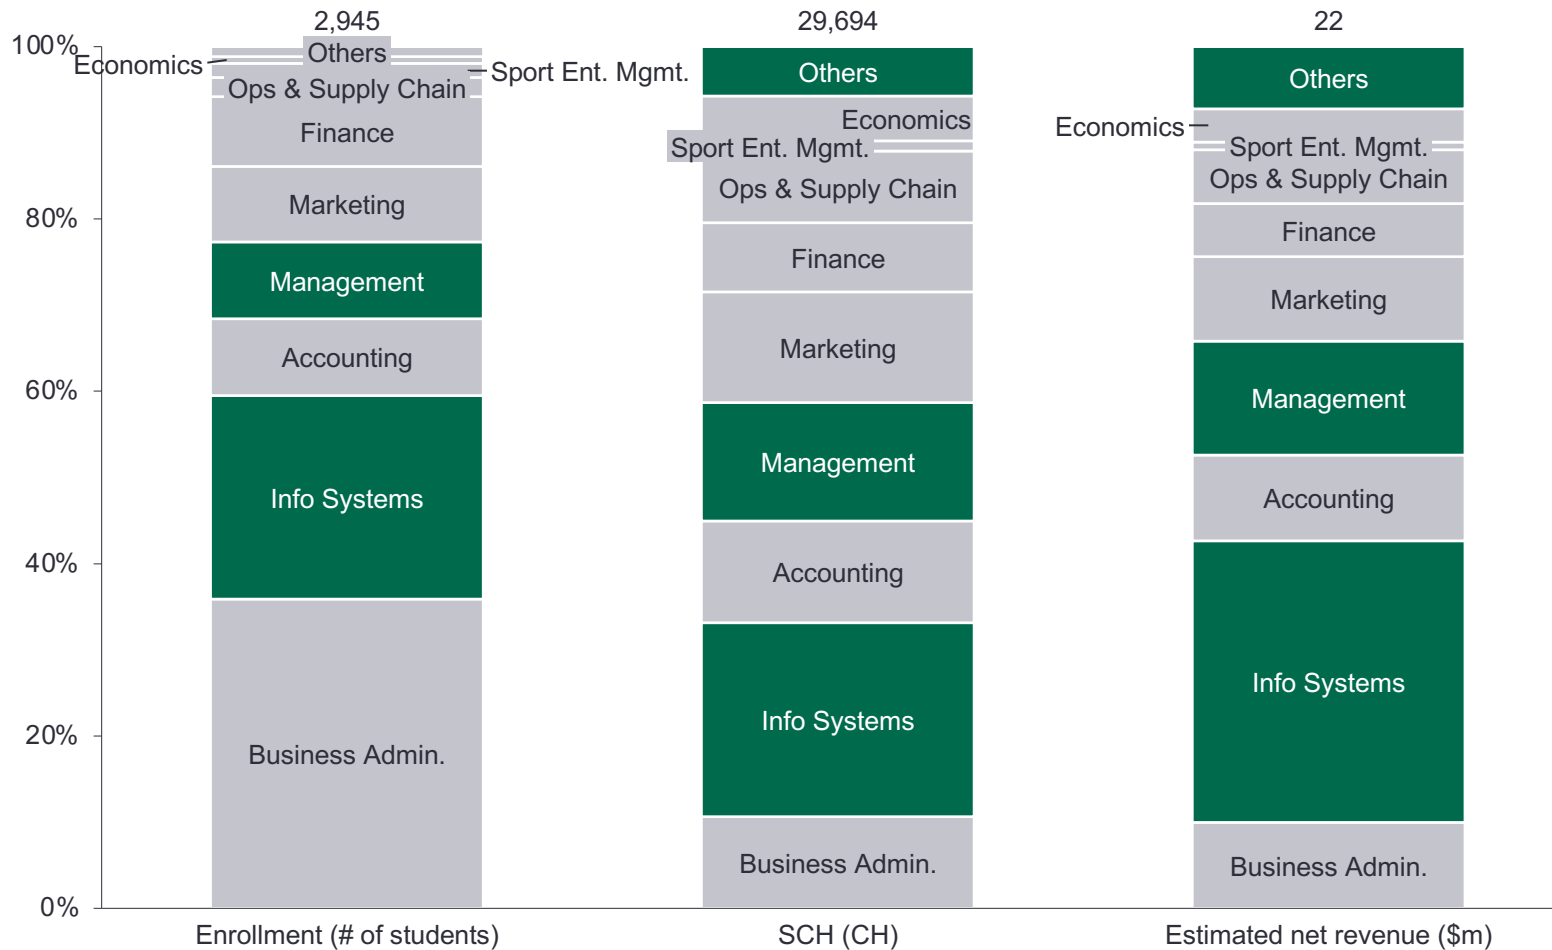 2,945
29,694
22
100%
80%
60%
40%
20%
0%
Others
Economics
Sport Ent. Mgmt.
Ops & Supply Chain
Finance
Marketing
Management
Accounting
Info Systems
Business Admin.
Others
Economics
Sport Ent. Mgmt.
Ops & Supply Chain
Finance
Marketing
Management
Accounting
Info Systems
Business Admin.
Others
Economics
Sport Ent. Mgmt.
Ops & Supply Chain
Finance
Marketing
Management
Accounting
Info Systems
Business Admin.
Enrollment (# of students)
SCH (CH)
Estimated net revenue ($m)